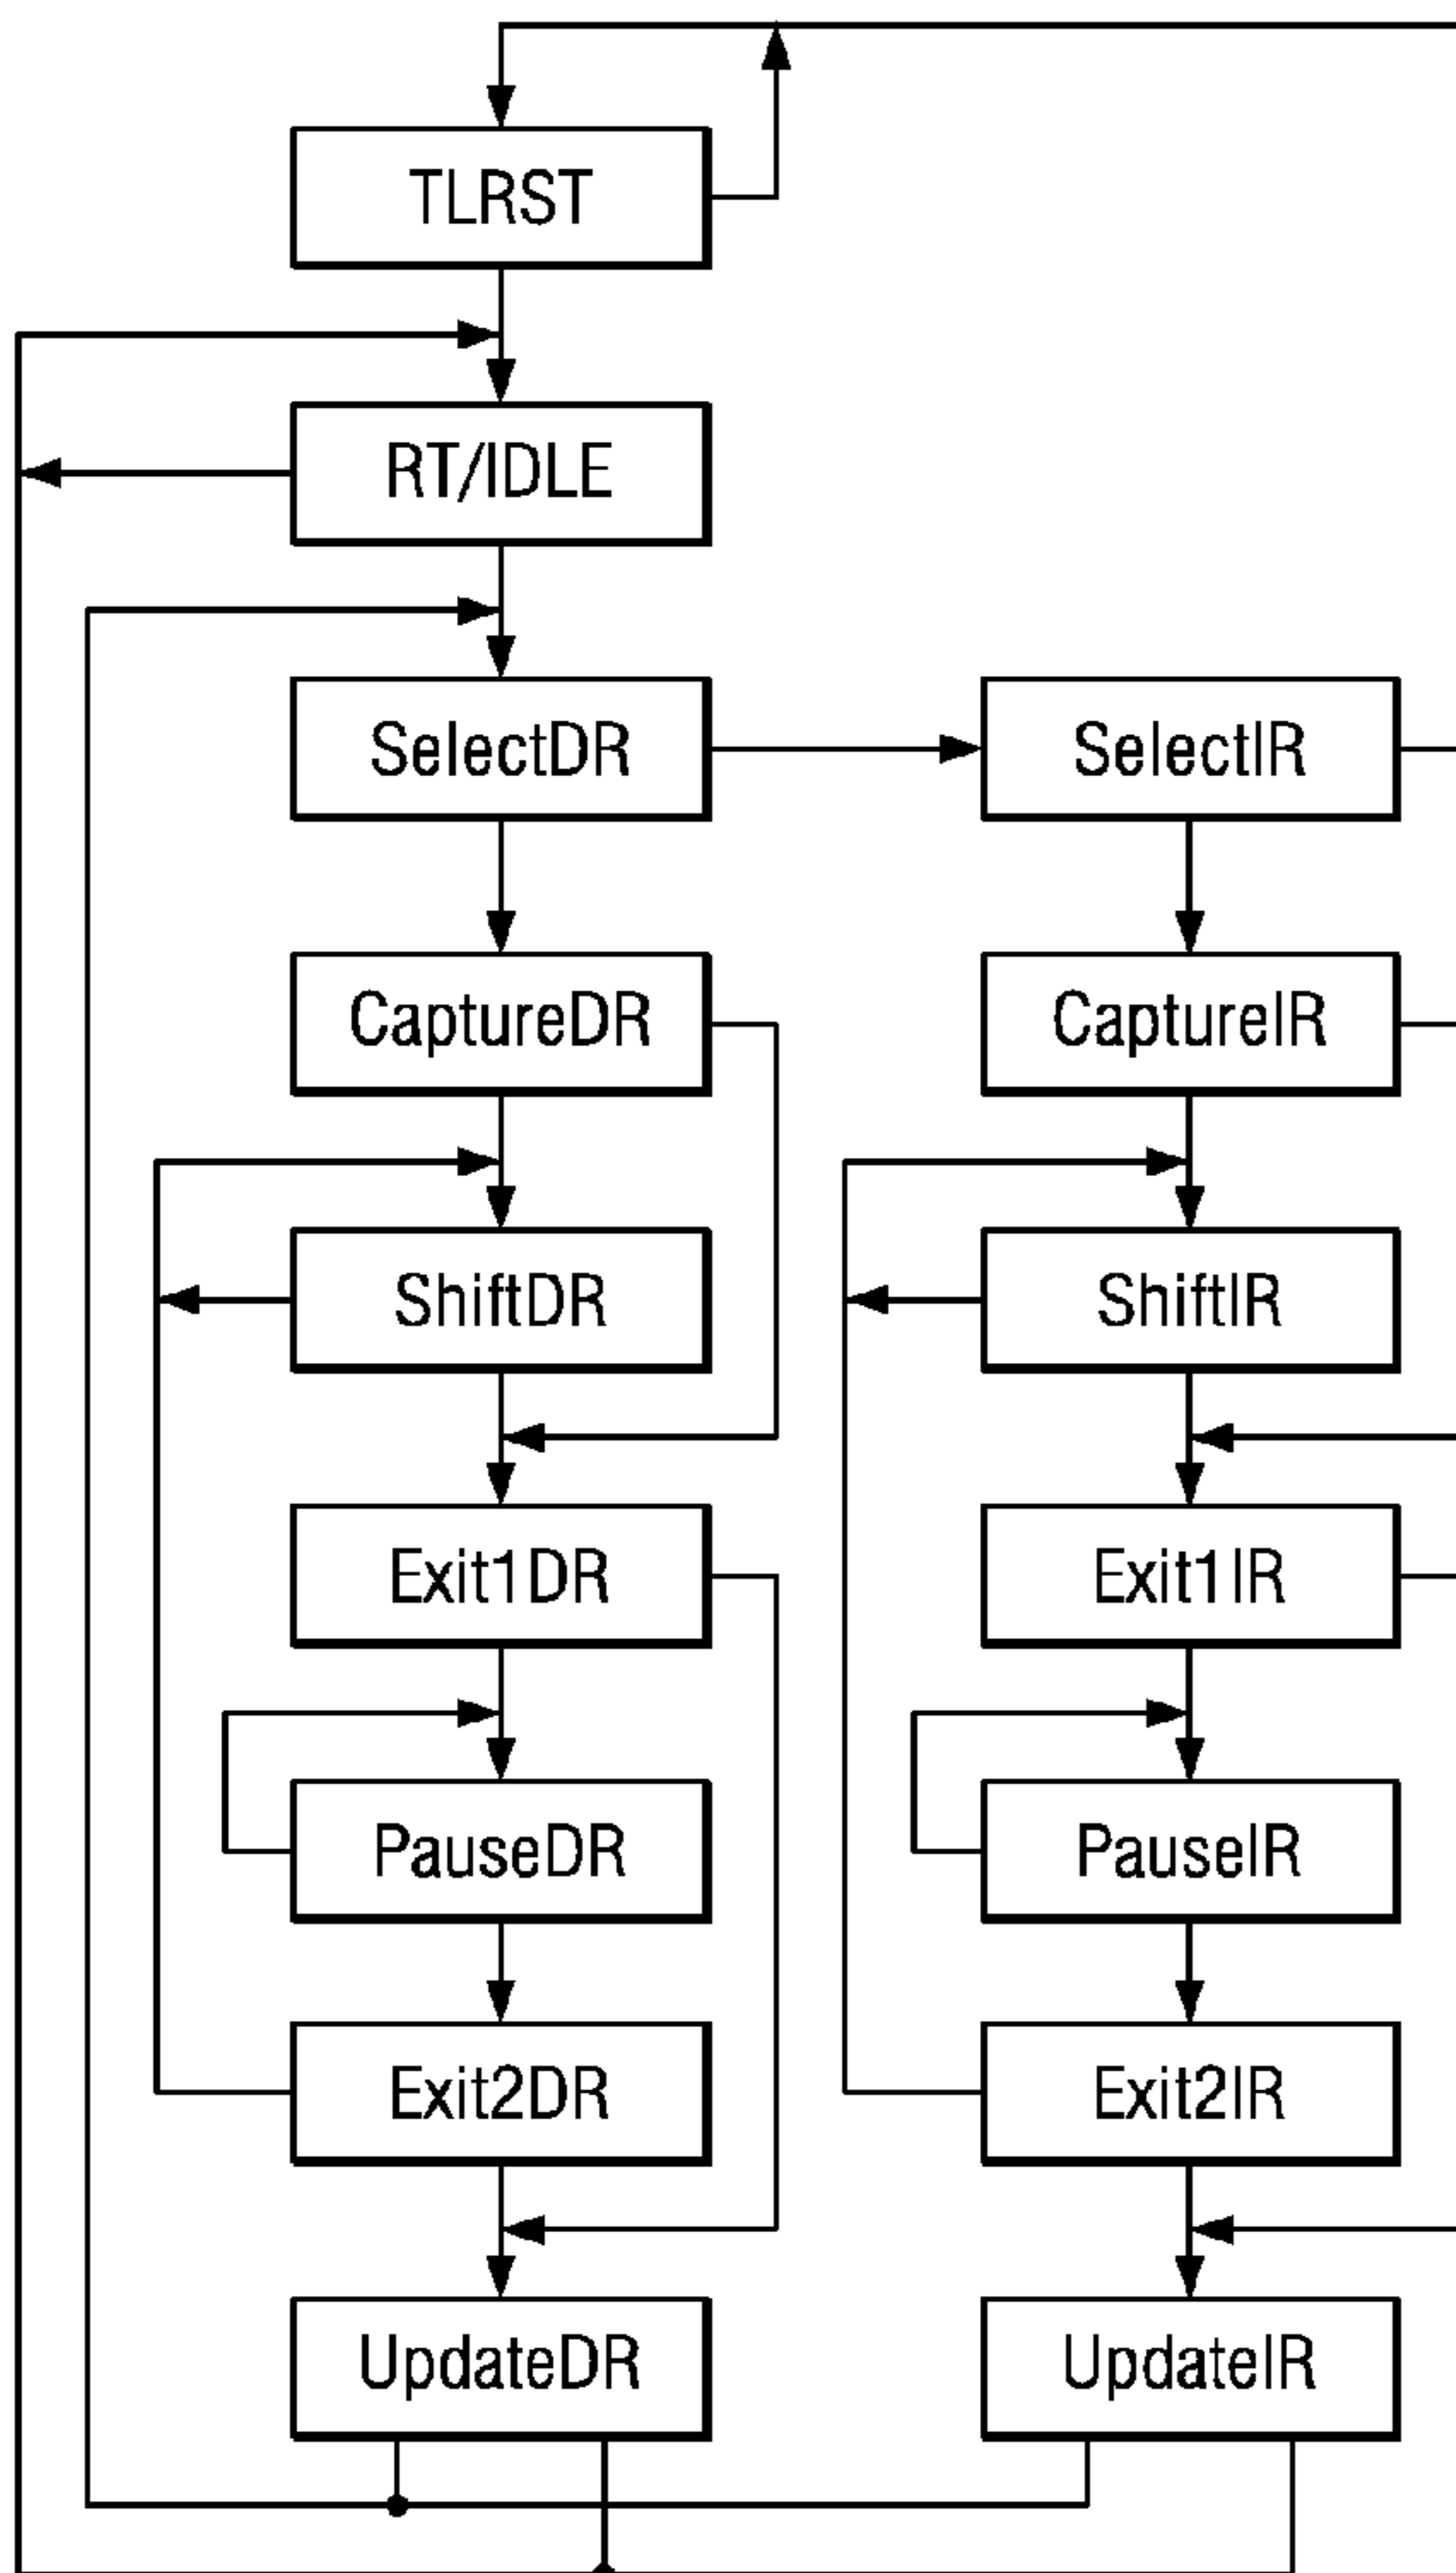 TLRST
RT/IDLE
SelectDR
SelectIR
CaptureDR
CaptureIR
ShiftDR
ShiftIR
Exit1DR
Exit1IR
PauseDR
PauseIR
Exit2DR
Exit2IR
UpdateDR
UpdateIR